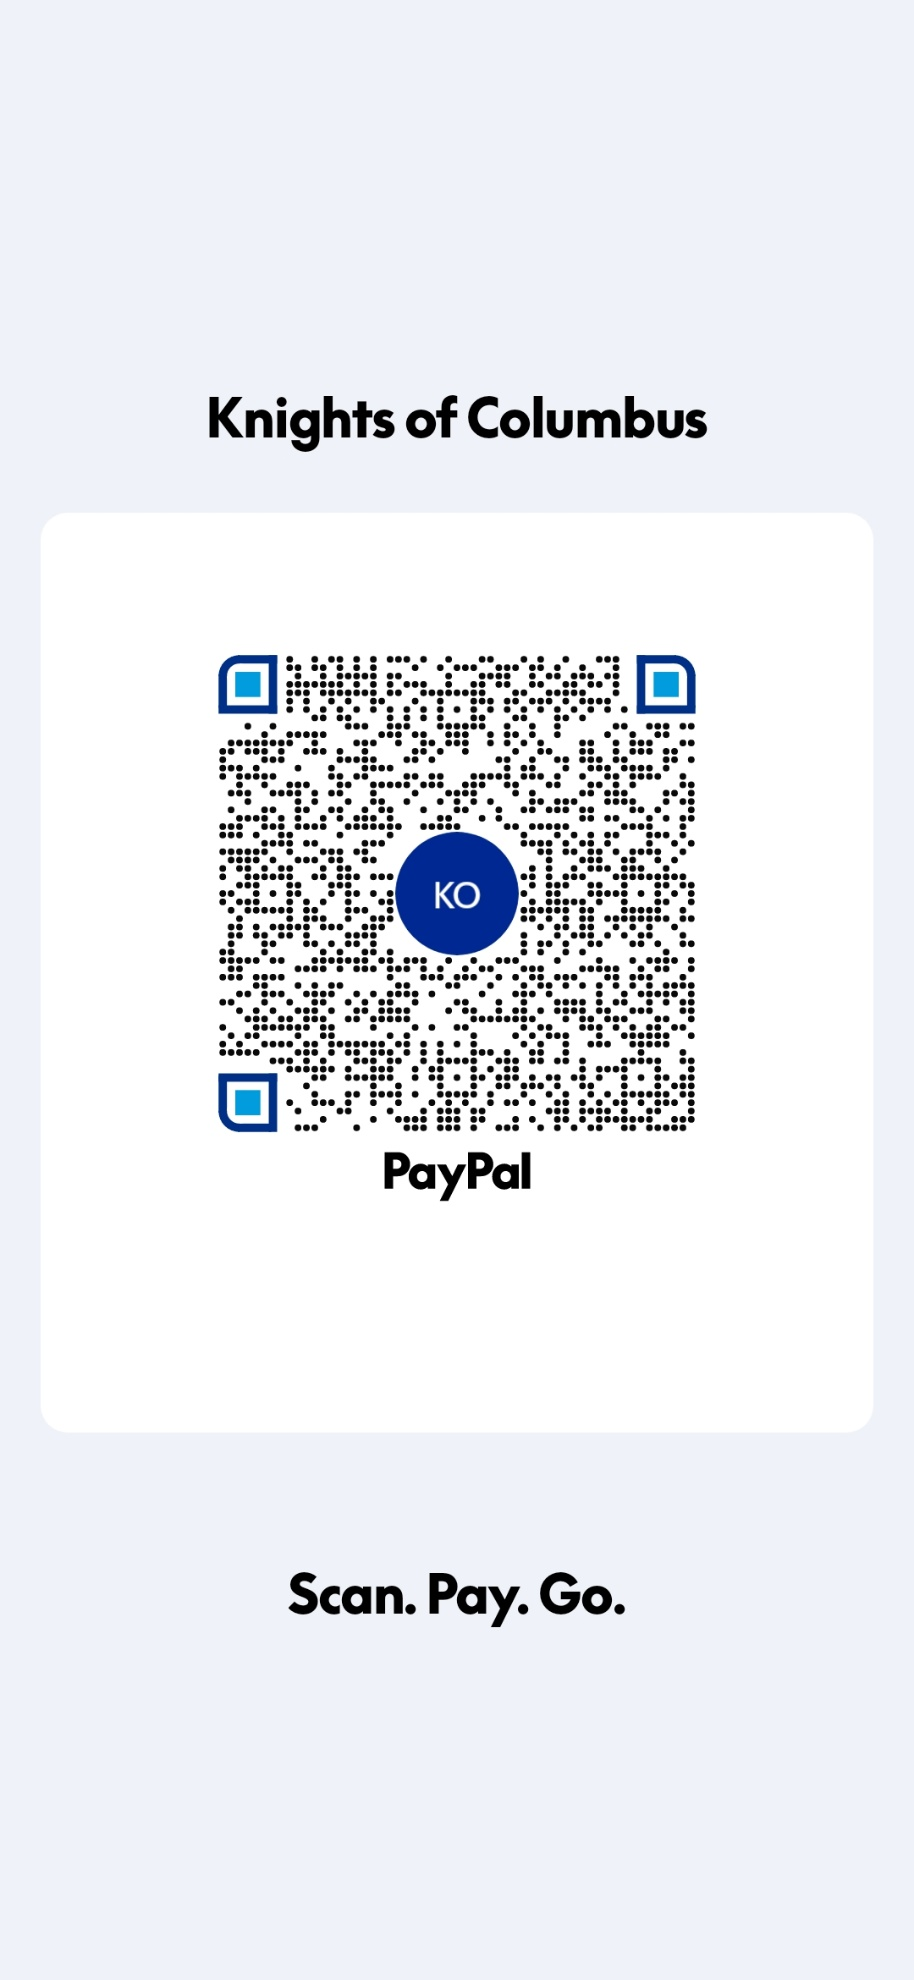 Knights of Columbus
KO
PayPal
Scan. Pay. Go.